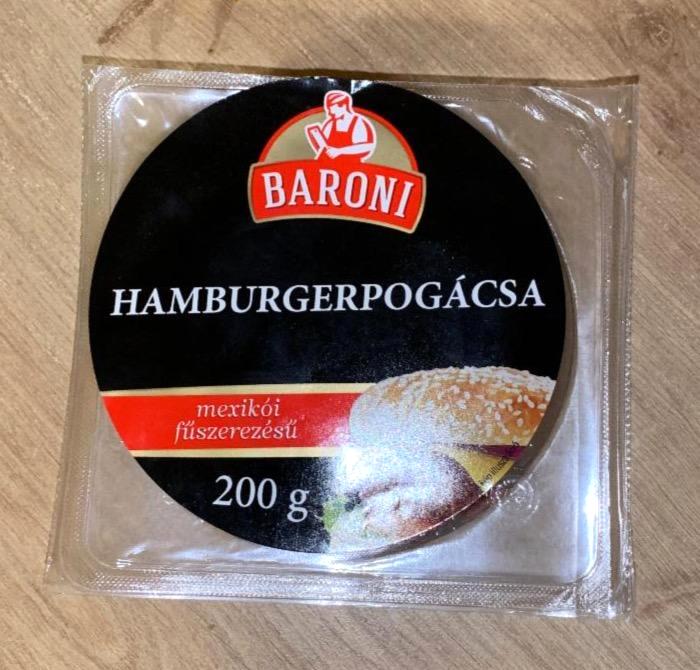 BARONI
HAMBURGERPOGÁCSA
mexikói
fűszerezésű
200 g